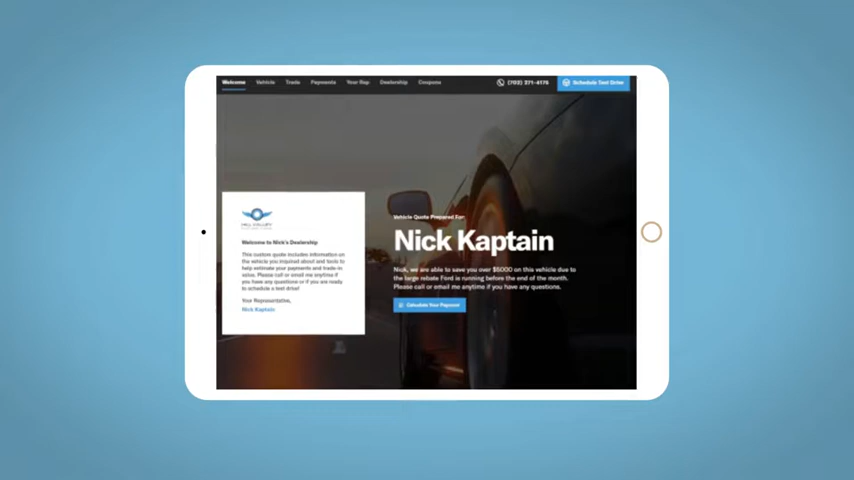 Welcome Vehicle Trade Payments Your Rep Dealership Coupons (702) 271-4175 Schedule Test Drive
Welcome to Nick's Dealership
This custom quote includes information on
the vehicle you inquired about and tools to
help estimate your payments and trade-in
value. Please call or email me anytime if
you have any questions or if you are ready
to schedule a test drive!
Your Representative,
Nick Kaptain
Vehicle Quote Prepared For:
Nick Kaptain
Nick, we are able to save you over $5000 on this vehicle due to
the large rebate Ford is running before the end of the month.
Please call or email me anytime if you have any questions.
Calculate Your Payment